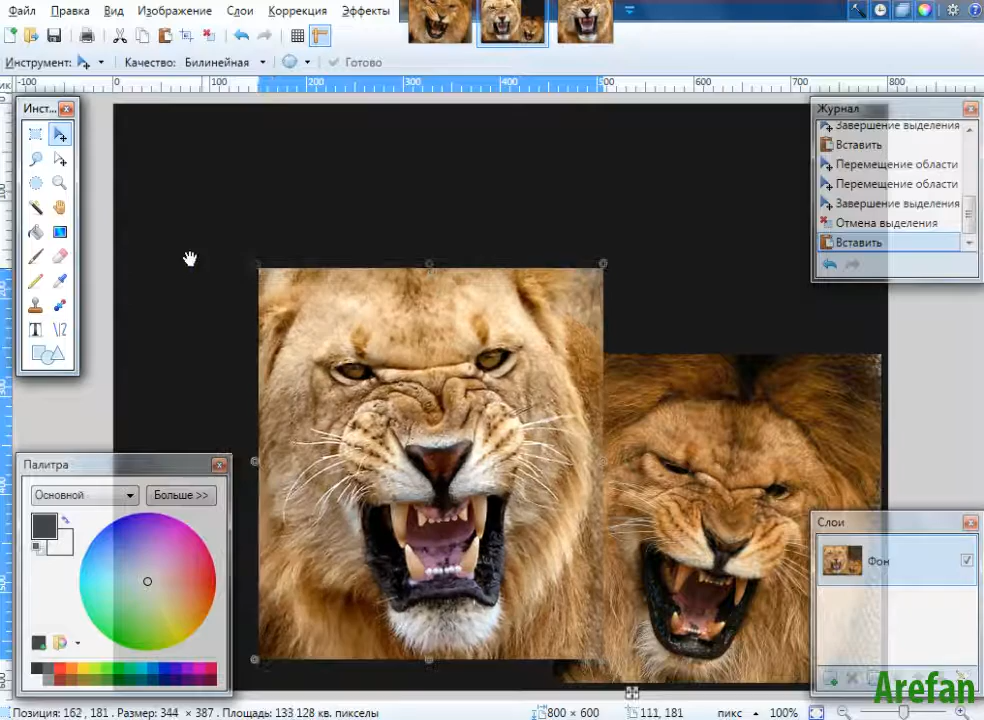 Файл Правка Вид Изображение Слои Коррекция Эффекты
Инструмент: Качество: Билинейная Готово
-100 0 100 200 300 400 500 600 700 800
Инст...
Журнал
Завершение выделения
Вставить
Перемещение области
Перемещение области
Завершение выделения
Отмена выделения
Вставить
Палитра
Основной Больше >>
Слои
Фон
Arefan
Позиция: 162 , 181 . Размер: 344 × 387 . Площадь: 133 128 кв. пикселы 800 × 600 111, 181 пикс 100%